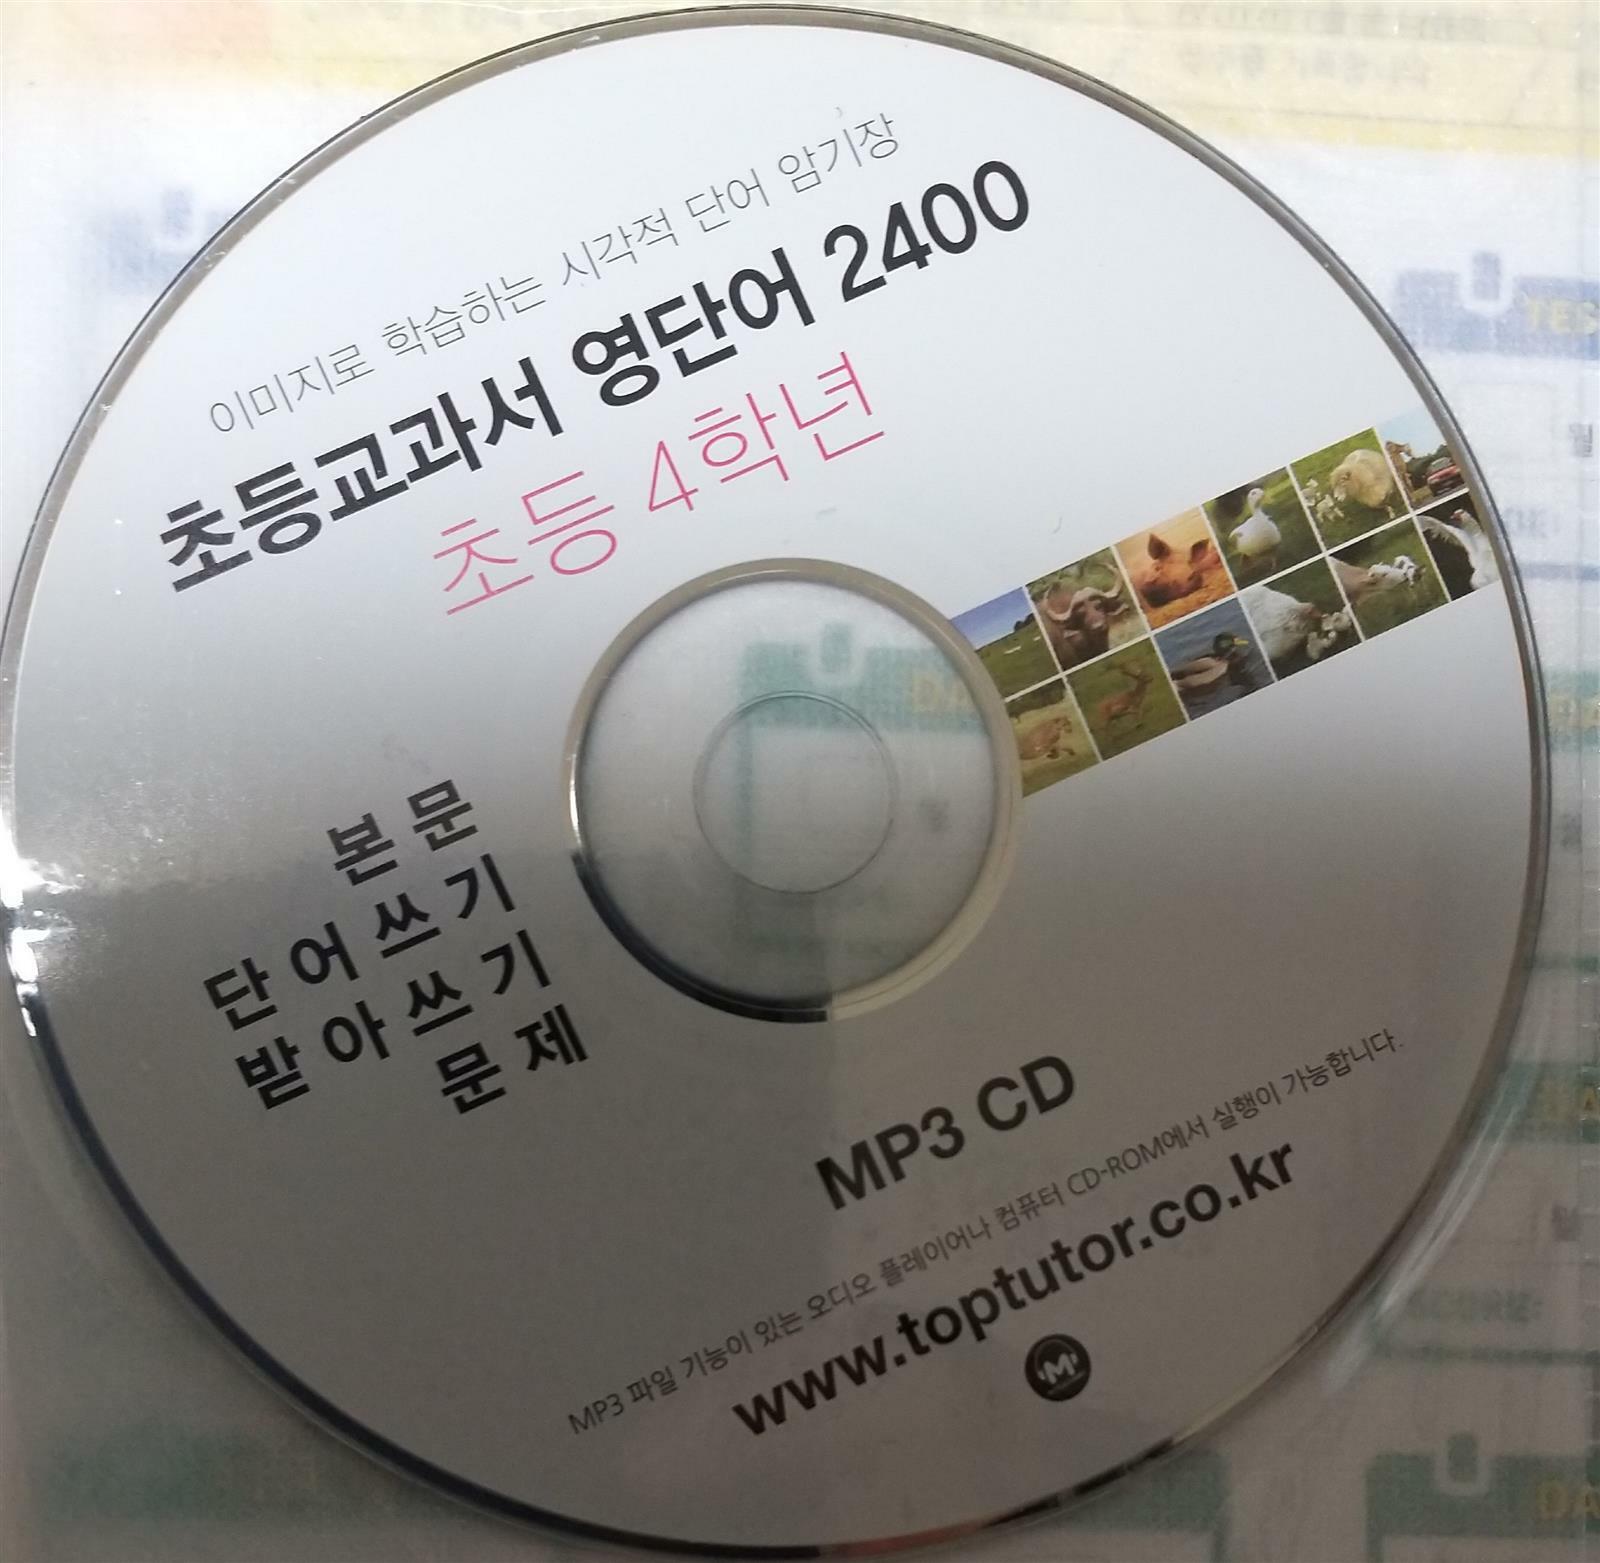 이미지로 학습하는 시각적 단어 암기장
초등교과서 영단어 2400
초등 4학년
본문
단어쓰기
받아쓰기
문제
MP3 CD
MP3 파일 기능이 있는 오디오 플레이어나 컴퓨터 CD-ROM에서 실행이 가능합니다.
www.toptutor.co.kr
M